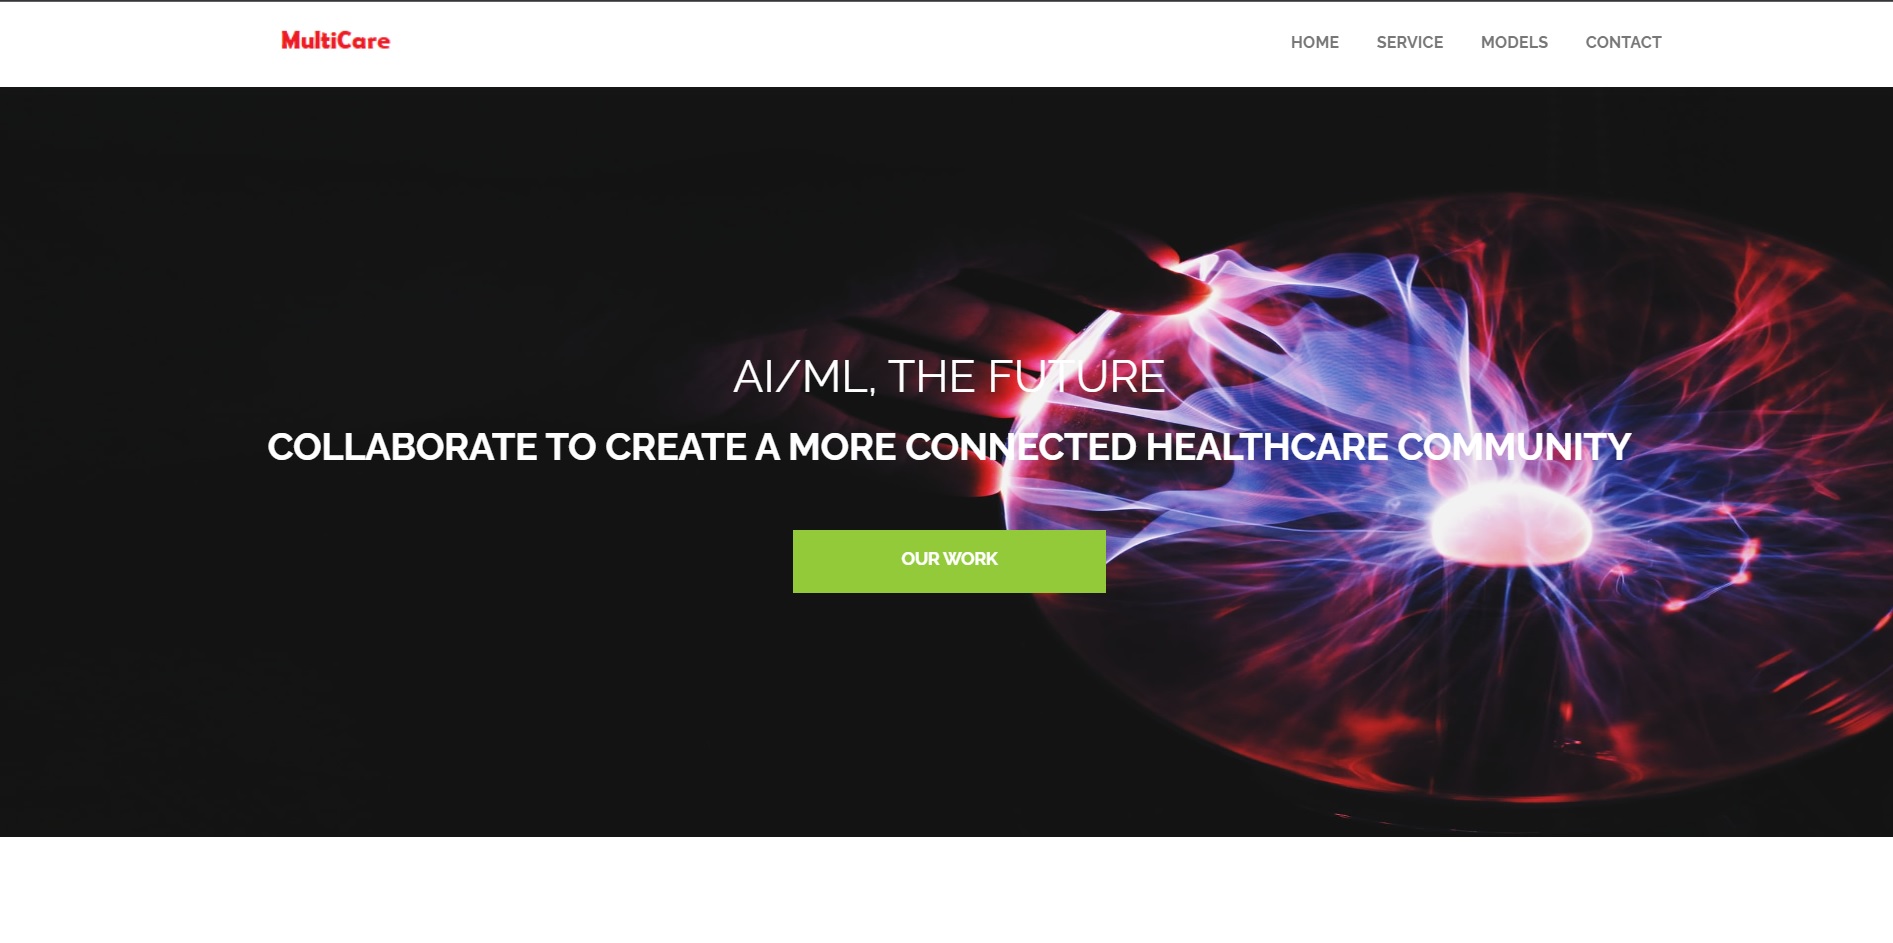 MultiCare
HOME SERVICE MODELS CONTACT
AI/ML, THE FUTURE
COLLABORATE TO CREATE A MORE CONNECTED HEALTHCARE COMMUNITY
OUR WORK